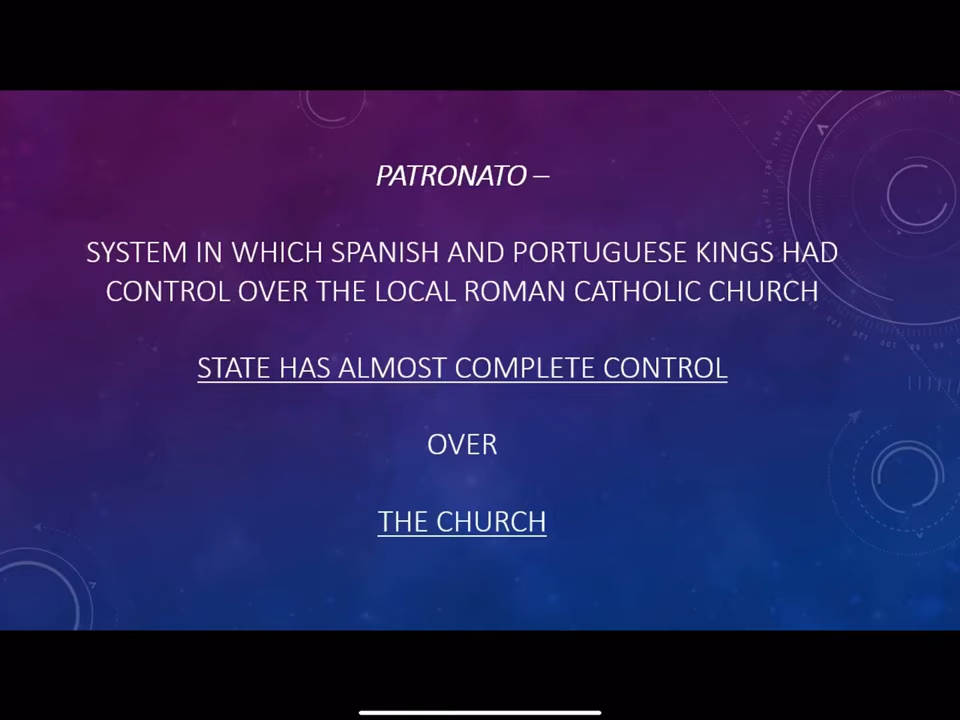 PATRONATO –
SYSTEM IN WHICH SPANISH AND PORTUGUESE KINGS HAD
CONTROL OVER THE LOCAL ROMAN CATHOLIC CHURCH
STATE HAS ALMOST COMPLETE CONTROL
OVER
THE CHURCH